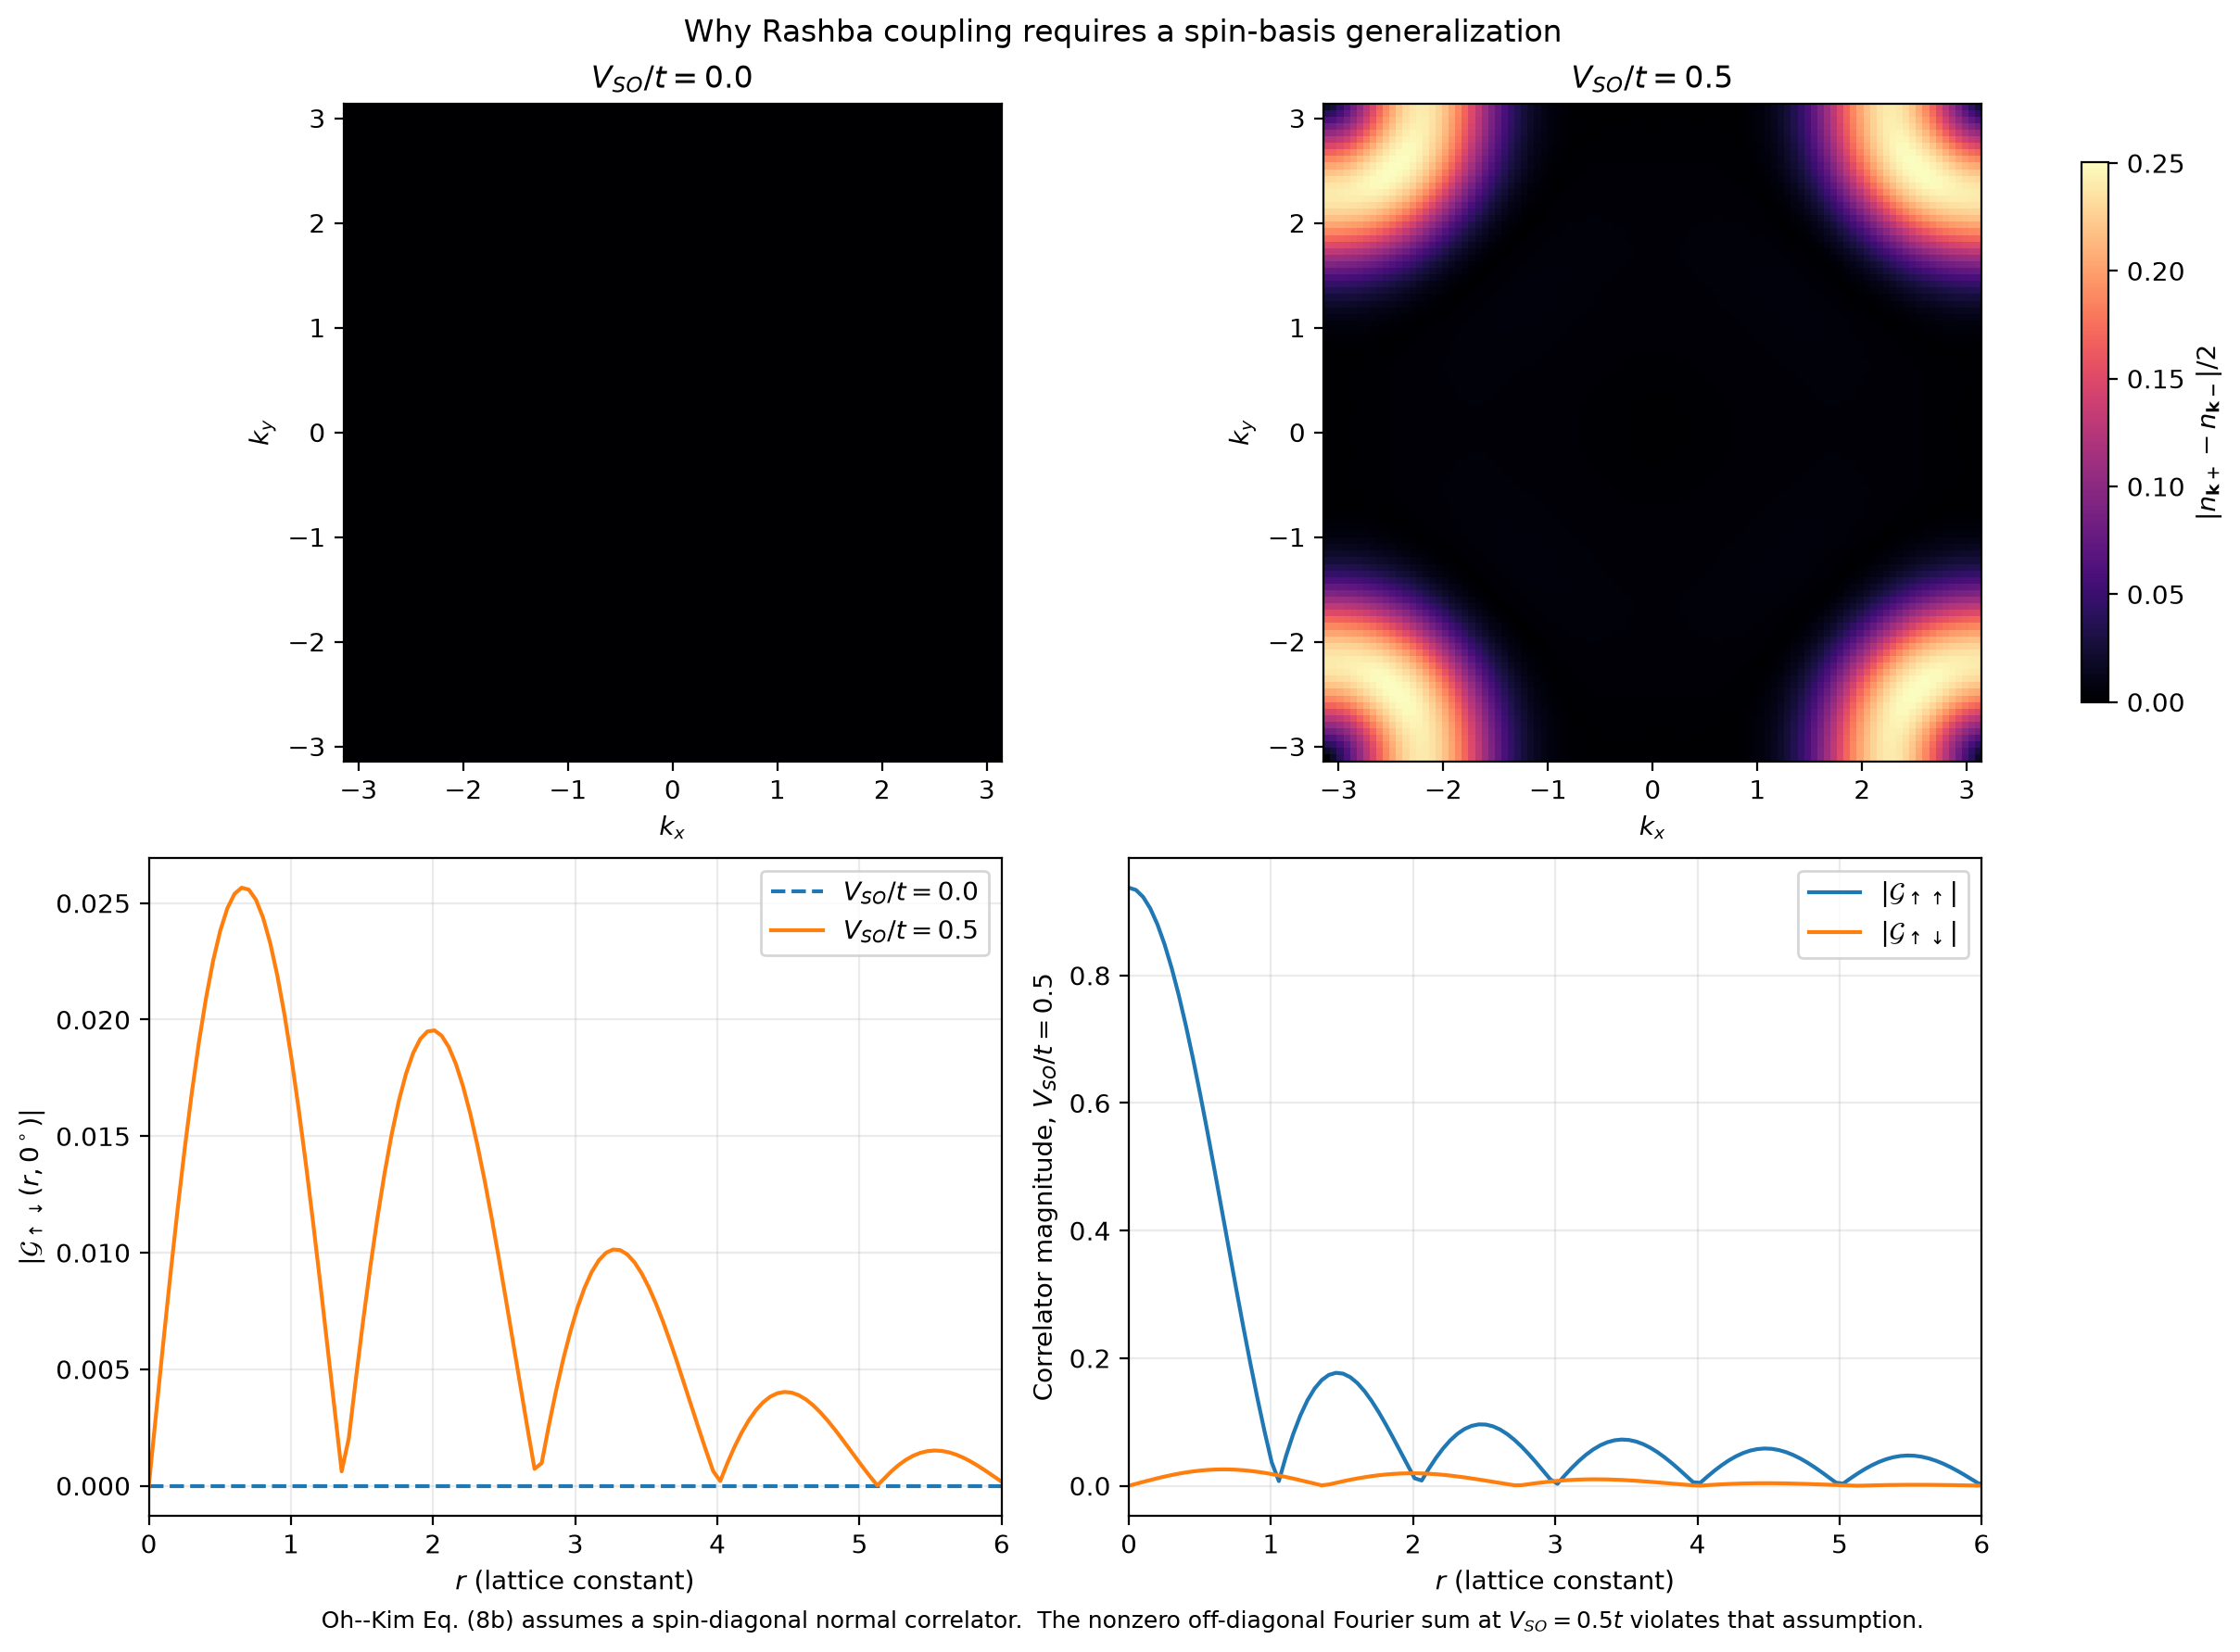 Why Rashba coupling requires a spin-basis generalization
V_SO/t = 0.0
V_SO/t = 0.5
3
2
1
0
−1
−2
−3
k_y
−3 −2 −1 0 1 2 3
k_x
3
2
1
0
−1
−2
−3
k_y
−3 −2 −1 0 1 2 3
k_x
0.25
0.20
0.15
0.10
0.05
0.00
|n_k+ − n_k−|/2
0.025
0.020
0.015
0.010
0.005
0.000
|𝒢↑↓(r, 0°)|
V_SO/t = 0.0
V_SO/t = 0.5
0 1 2 3 4 5 6
r (lattice constant)
0.8
0.6
0.4
0.2
0.0
Correlator magnitude, V_SO/t = 0.5
|𝒢↑↑|
|𝒢↑↓|
0 1 2 3 4 5 6
r (lattice constant)
Oh--Kim Eq. (8b) assumes a spin-diagonal normal correlator.  The nonzero off-diagonal Fourier sum at V_SO = 0.5t violates that assumption.